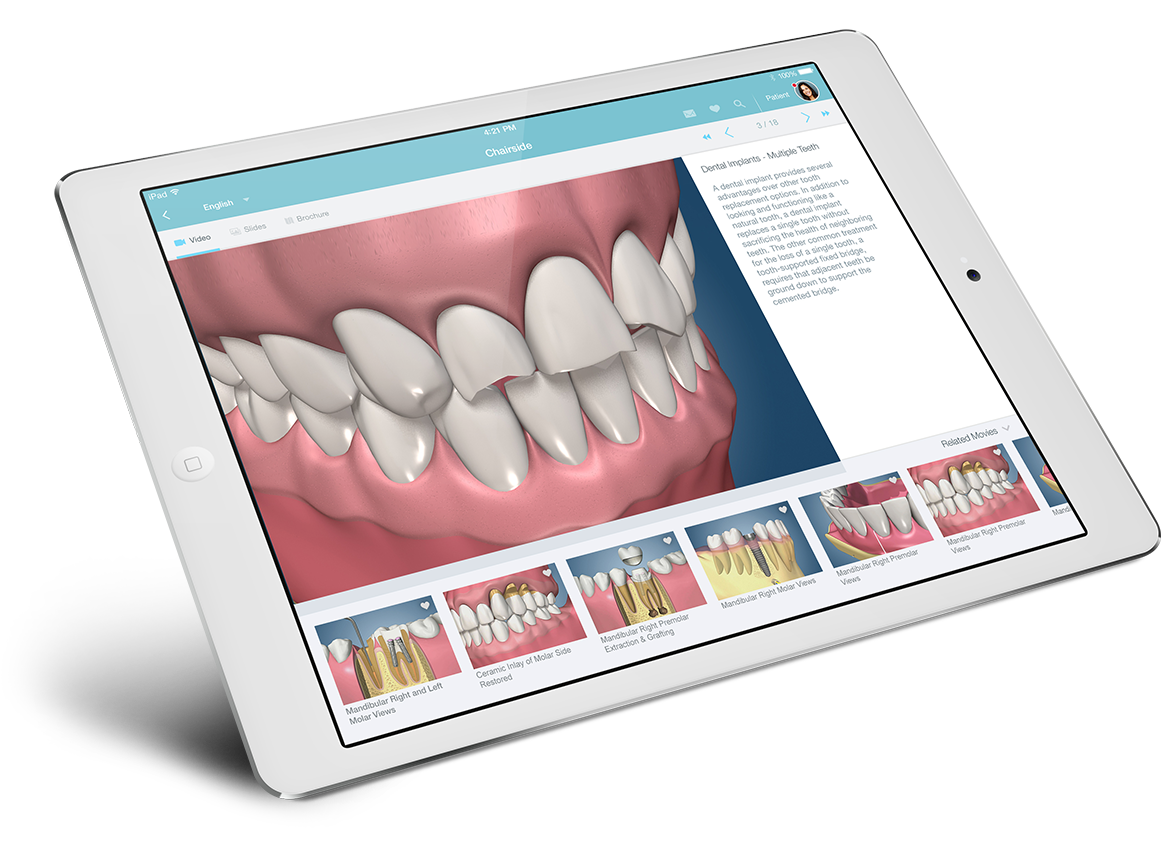 iPad
4:21 PM
100%
English
Chairside
Patient
Video
Slides
Brochure
3 / 18
Dental Implants - Multiple Teeth
A dental implant provides several
advantages over other tooth
replacement options. In addition to
looking and functioning like a
natural tooth, a dental implant
replaces a single tooth without
sacrificing the health of neighboring
teeth. The other common treatment
for the loss of a single tooth, a
tooth-supported fixed bridge,
requires that adjacent teeth be
ground down to support the
cemented bridge.
Related Movies
Mandibular Right and Left
Molar Views
Ceramic Inlay of Molar Side
Restored
Mandibular Right Premolar
Extraction & Grafting
Mandibular Right Molar Views
Mandibular Right Premolar
Views
Mandibular Right Premolar
Views